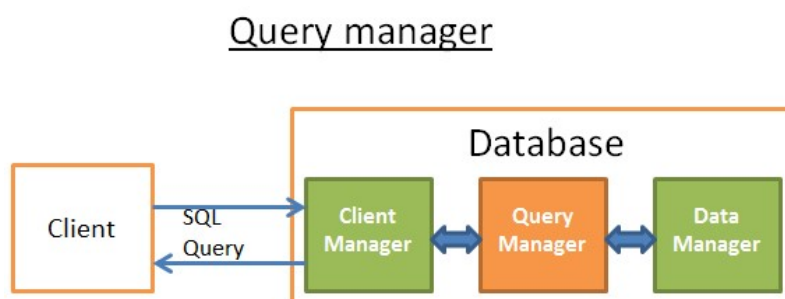 Query manager
Database
Client
SQL
Query
Client
Manager
Query
Manager
Data
Manager